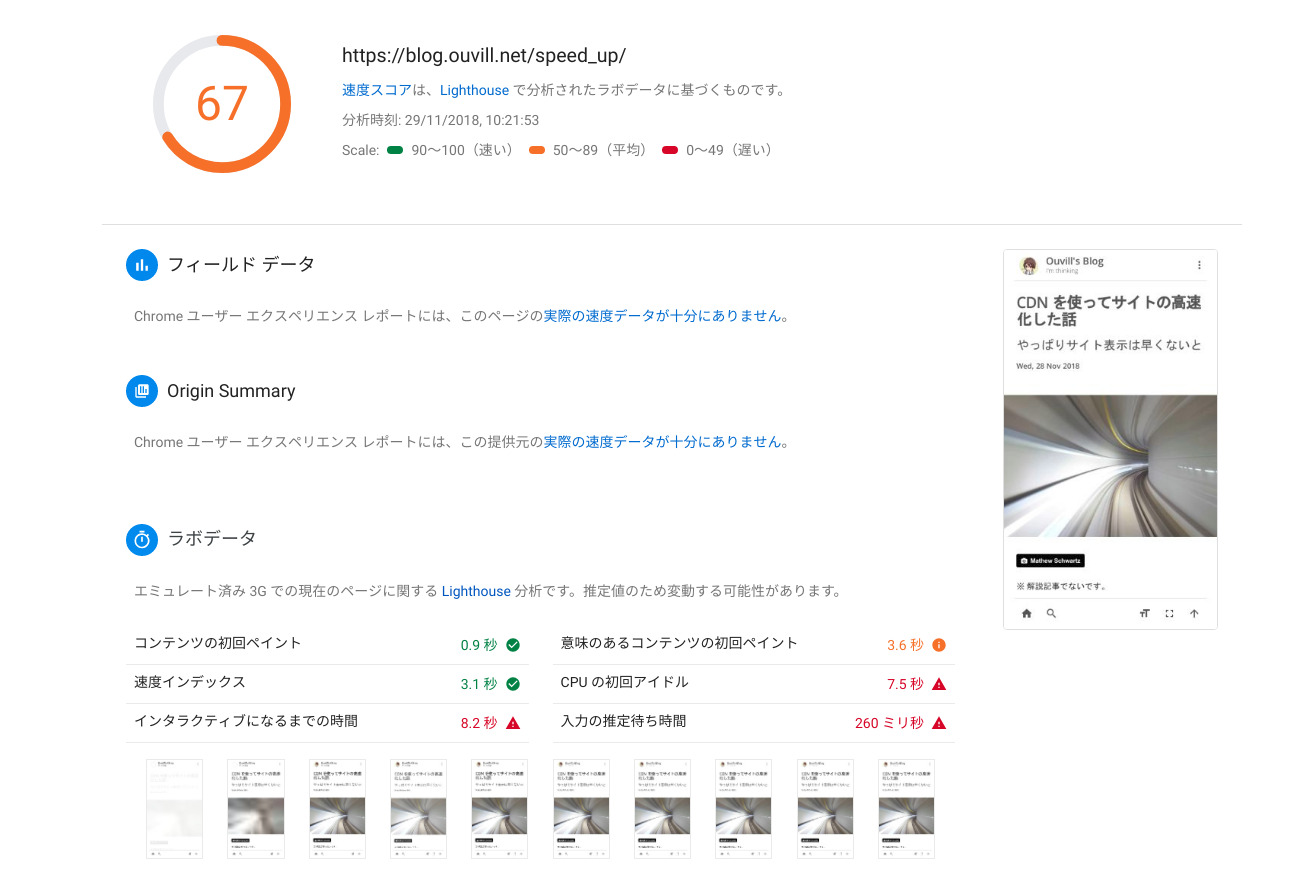 67
https://blog.ouvill.net/speed_up/
速度スコアは、Lighthouse で分析されたラボデータに基づくものです。
分析時刻: 29/11/2018, 10:21:53
Scale: 90～100（速い） 50～89（平均） 0～49（遅い）
フィールド データ
Chrome ユーザー エクスペリエンス レポートには、このページの実際の速度データが十分にありません。
Origin Summary
Chrome ユーザー エクスペリエンス レポートには、この提供元の実際の速度データが十分にありません。
ラボデータ
エミュレート済み 3G での現在のページに関する Lighthouse 分析です。推定値のため変動する可能性があります。
コンテンツの初回ペイント 0.9 秒
意味のあるコンテンツの初回ペイント 3.6 秒
速度インデックス 3.1 秒
CPU の初回アイドル 7.5 秒
インタラクティブになるまでの時間 8.2 秒
入力の推定待ち時間 260 ミリ秒
Ouvill's Blog
I'm thinking
CDN を使ってサイトの高速
化した話
やっぱりサイト表示は早くないと
Wed, 28 Nov 2018
Mathew Schwartz
※ 解説記事でないです。